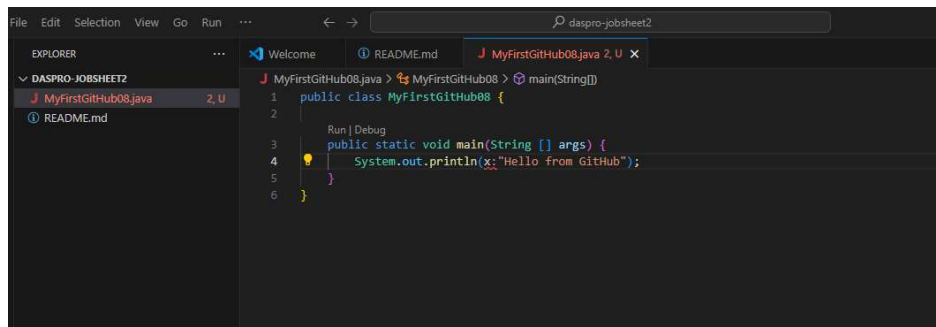 File Edit Selection View Go Run ··· ← → daspro-jobsheet2
EXPLORER ··· Welcome README.md J MyFirstGitHub08.java 2, U ×
DASPRO-JOBSHEET2
J MyFirstGitHub08.java 2, U
README.md
J MyFirstGitHub08.java > MyFirstGitHub08 > main(String[])
1 public class MyFirstGitHub08 {
2
Run | Debug
3 public static void main(String [] args) {
4 System.out.println(x:"Hello from GitHub");
5 }
6 }